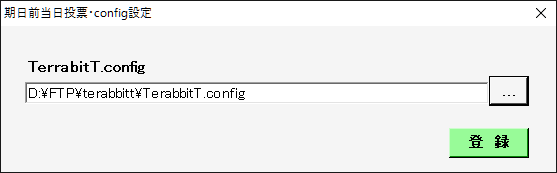 期日前当日投票･config設定
TerrabitT.config
D:¥FTP¥terabbitt¥TerabbitT.config
...
登 録